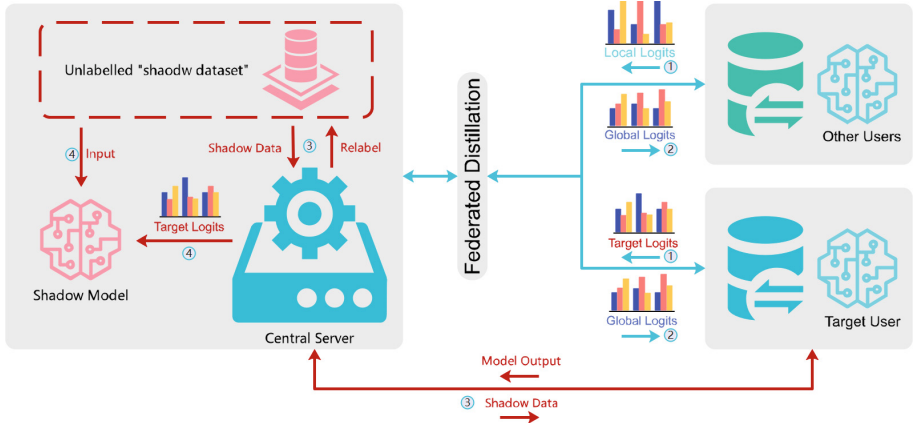 Unlabelled "shaodw dataset"
④ Input
Shadow Data
③
Relabel
Target Logits
④
Shadow Model
Central Server
Federated Distillation
Local Logits
①
Global Logits
②
Other Users
Target Logits
①
Global Logits
②
Target User
Model Output
③ Shadow Data